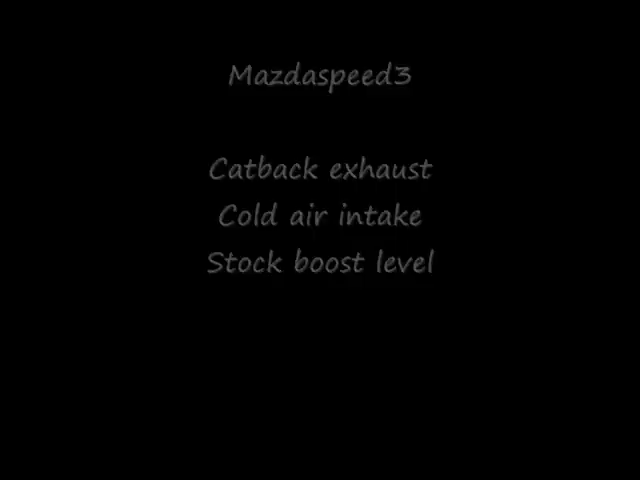 Mazdaspeed3
Catback exhaust
Cold air intake
Stock boost level